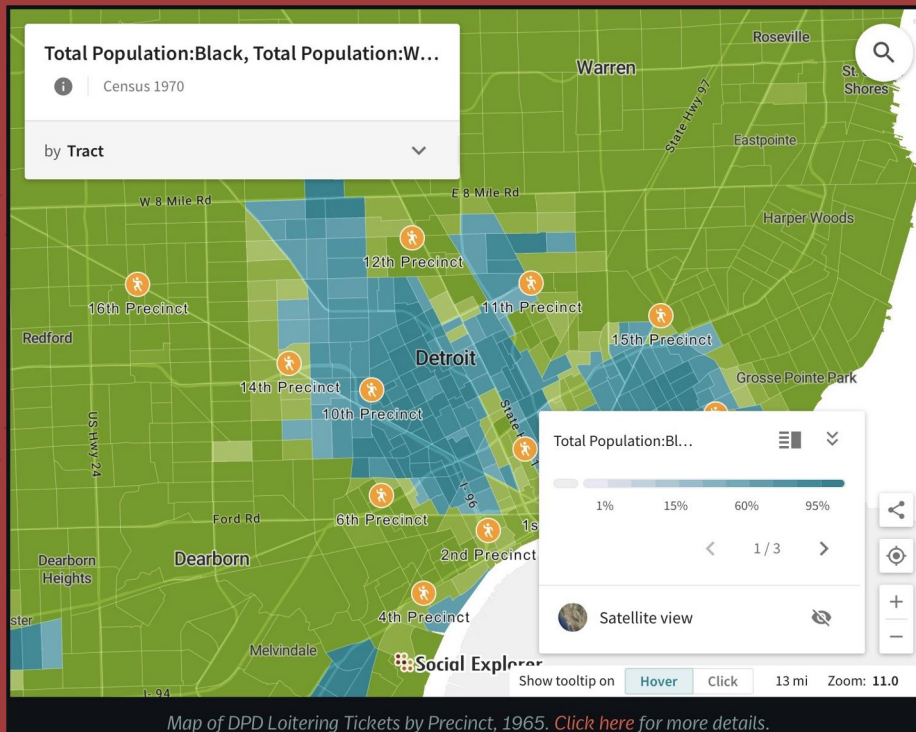 Total Population:Black, Total Population:W...
Census 1970
by Tract
Roseville
Warren
St.
Shores
State Hwy 97
Eastpointe
W 8 Mile Rd
E 8 Mile Rd
Harper Woods
12th Precinct
16th Precinct
11th Precinct
15th Precinct
Redford
Detroit
14th Precinct
Grosse Pointe Park
10th Precinct
US Hwy 24
State
Total Population:Bl...
1% 15% 60% 95%
I-96
6th Precinct
Ford Rd
1s
2nd Precinct
1 / 3
Dearborn
Heights
Dearborn
4th Precinct
Satellite view
ster
Melvindale
Social Explorer
I-94
Show tooltip on Hover Click 13 mi Zoom: 11.0
Map of DPD Loitering Tickets by Precinct, 1965. Click here for more details.